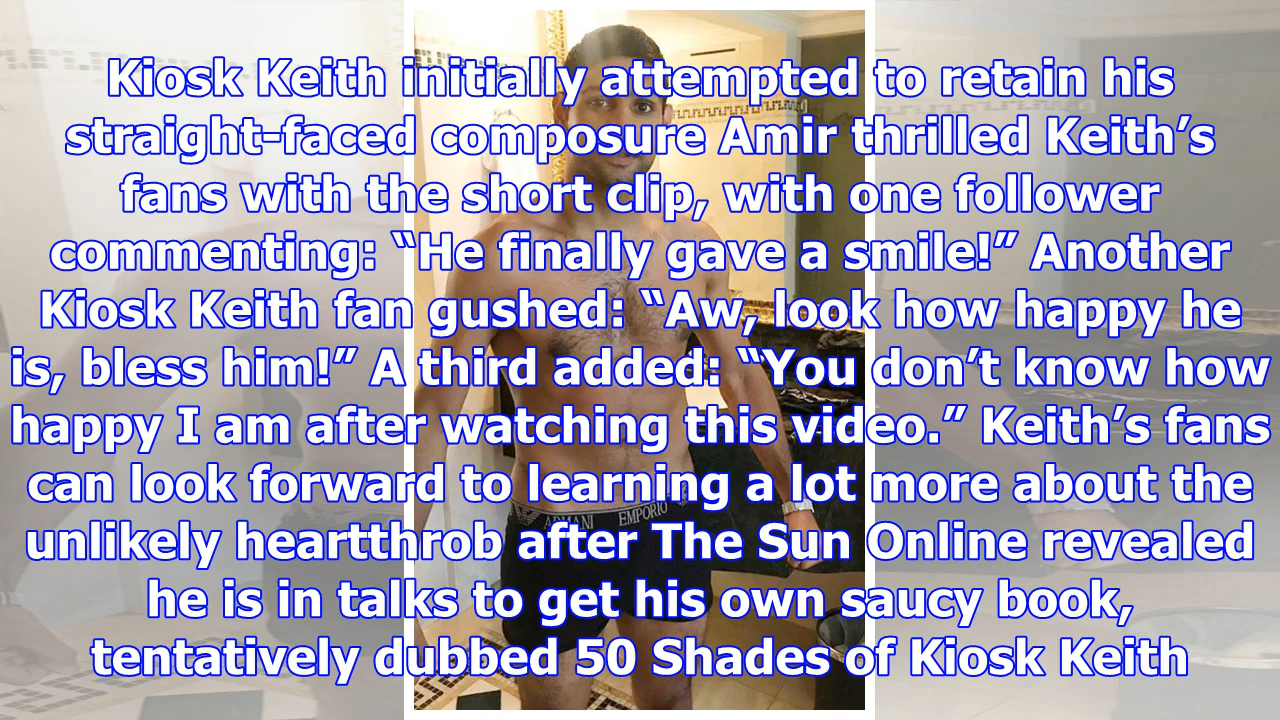 Kiosk Keith initially attempted to retain his
straight-faced composure Amir thrilled Keith’s
fans with the short clip, with one follower
commenting: “He finally gave a smile!” Another
Kiosk Keith fan gushed: “Aw, look how happy he
is, bless him!” A third added: “You don’t know how
happy I am after watching this video.” Keith’s fans
can look forward to learning a lot more about the
ARMANI EMPORIO
unlikely heartthrob after The Sun Online revealed
he is in talks to get his own saucy book,
tentatively dubbed 50 Shades of Kiosk Keith